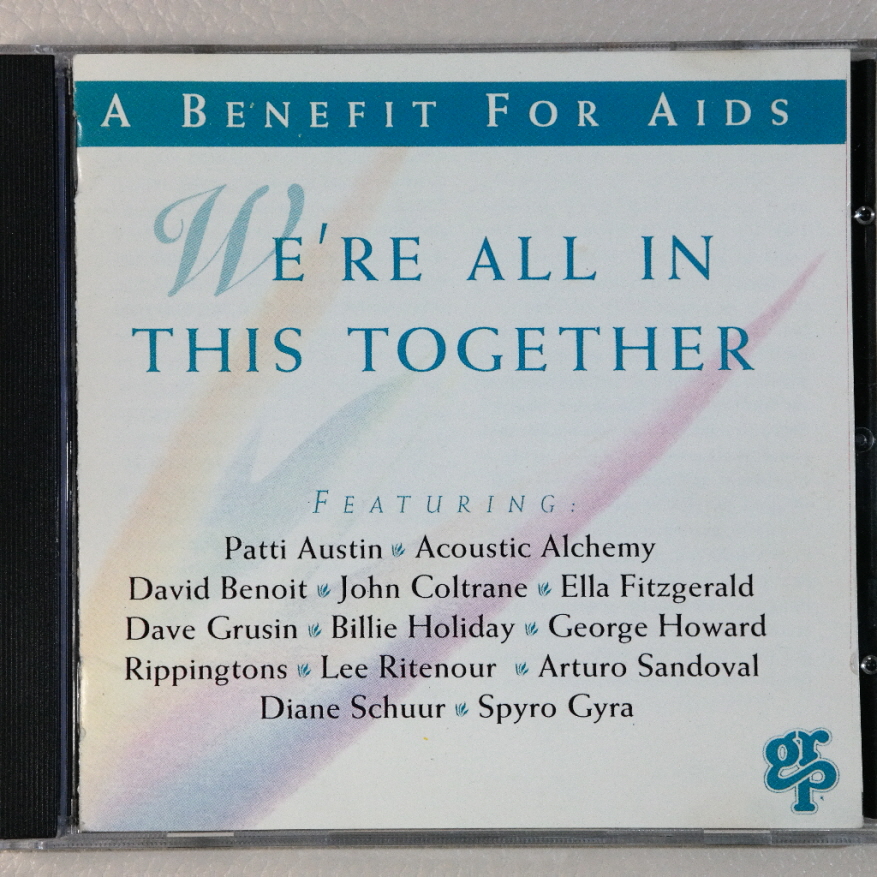 A BENEFIT FOR AIDS
WE'RE ALL IN
THIS TOGETHER
FEATURING:
Patti Austin Acoustic Alchemy
David Benoit John Coltrane Ella Fitzgerald
Dave Grusin Billie Holiday George Howard
Rippingtons Lee Ritenour Arturo Sandoval
Diane Schuur Spyro Gyra
grp